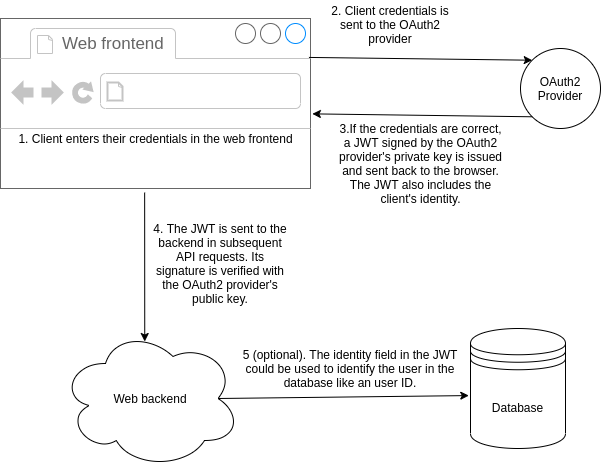 Web frontend
1. Client enters their credentials in the web frontend
2. Client credentials is
sent to the OAuth2
provider
OAuth2
Provider
3.If the credentials are correct,
a JWT signed by the OAuth2
provider's private key is issued
and sent back to the browser.
The JWT also includes the
client's identity.
4. The JWT is sent to the
backend in subsequent
API requests. Its
signature is verified with
the OAuth2 provider's
public key.
Web backend
5 (optional). The identity field in the JWT
could be used to identify the user in the
database like an user ID.
Database